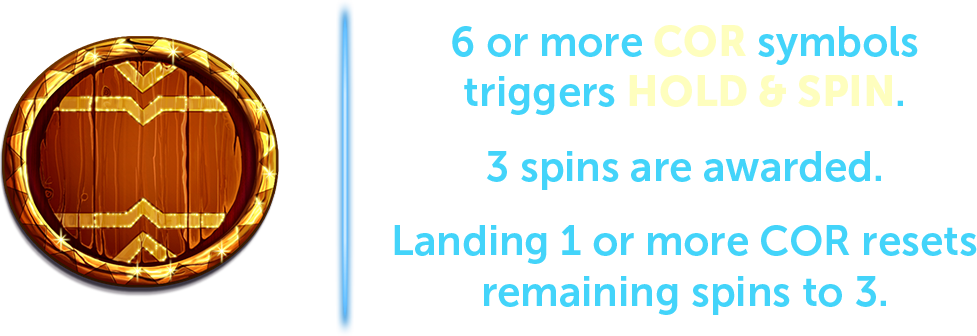 6 or more COR symbols
triggers HOLD & SPIN.
3 spins are awarded.
Landing 1 or more COR resets
remaining spins to 3.